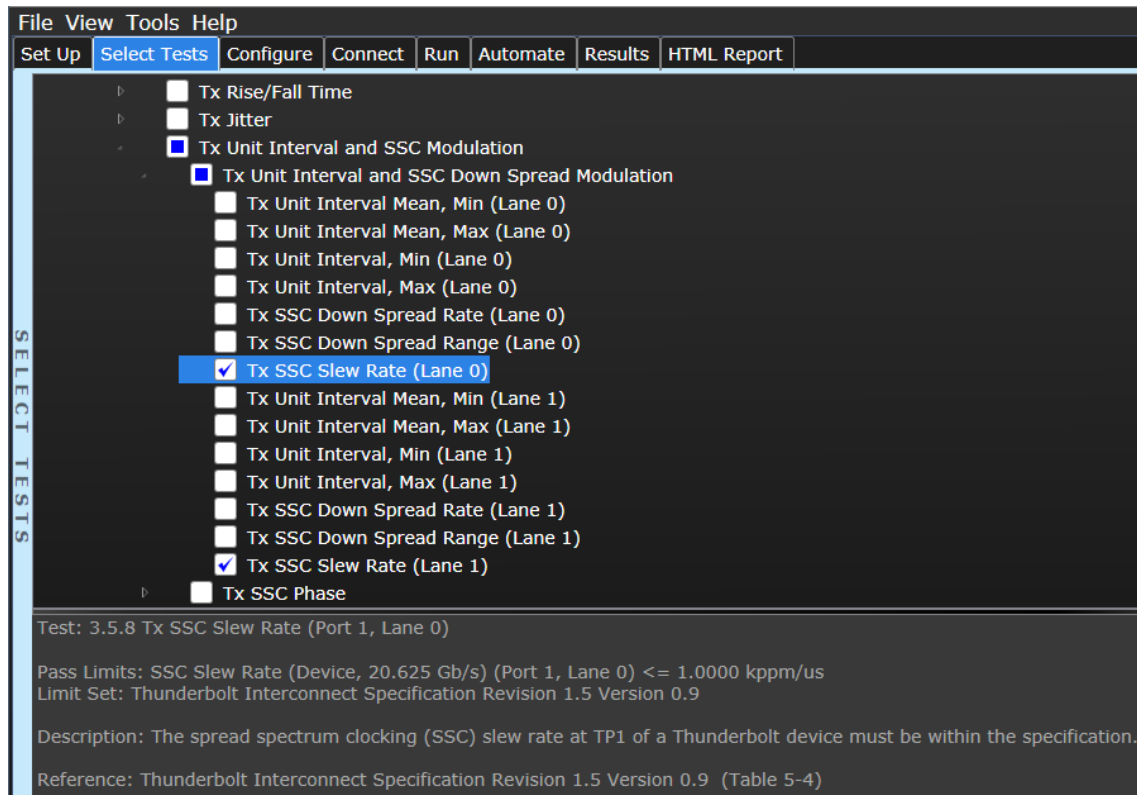 File View Tools Help
Set Up Select Tests Configure Connect Run Automate Results HTML Report
Tx Rise/Fall Time
Tx Jitter
Tx Unit Interval and SSC Modulation
Tx Unit Interval and SSC Down Spread Modulation
Tx Unit Interval Mean, Min (Lane 0)
Tx Unit Interval Mean, Max (Lane 0)
Tx Unit Interval, Min (Lane 0)
Tx Unit Interval, Max (Lane 0)
Tx SSC Down Spread Rate (Lane 0)
Tx SSC Down Spread Range (Lane 0)
Tx SSC Slew Rate (Lane 0)
Tx Unit Interval Mean, Min (Lane 1)
Tx Unit Interval Mean, Max (Lane 1)
Tx Unit Interval, Min (Lane 1)
Tx Unit Interval, Max (Lane 1)
Tx SSC Down Spread Rate (Lane 1)
Tx SSC Down Spread Range (Lane 1)
Tx SSC Slew Rate (Lane 1)
Tx SSC Phase
SELECT TESTS
Test: 3.5.8 Tx SSC Slew Rate (Port 1, Lane 0)
Pass Limits: SSC Slew Rate (Device, 20.625 Gb/s) (Port 1, Lane 0) <= 1.0000 kppm/us
Limit Set: Thunderbolt Interconnect Specification Revision 1.5 Version 0.9
Description: The spread spectrum clocking (SSC) slew rate at TP1 of a Thunderbolt device must be within the specification.
Reference: Thunderbolt Interconnect Specification Revision 1.5 Version 0.9 (Table 5-4)